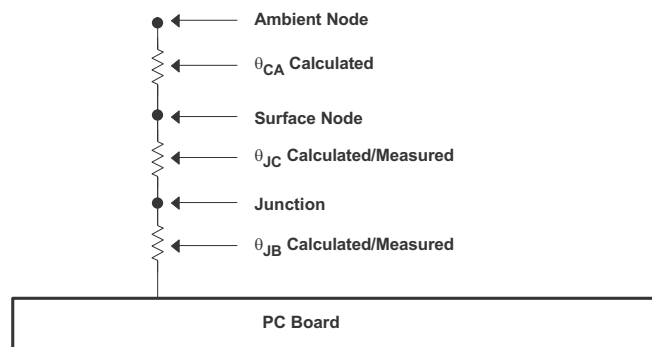 Ambient Node
θCA Calculated
Surface Node
θJC Calculated/Measured
Junction
θJB Calculated/Measured
PC Board